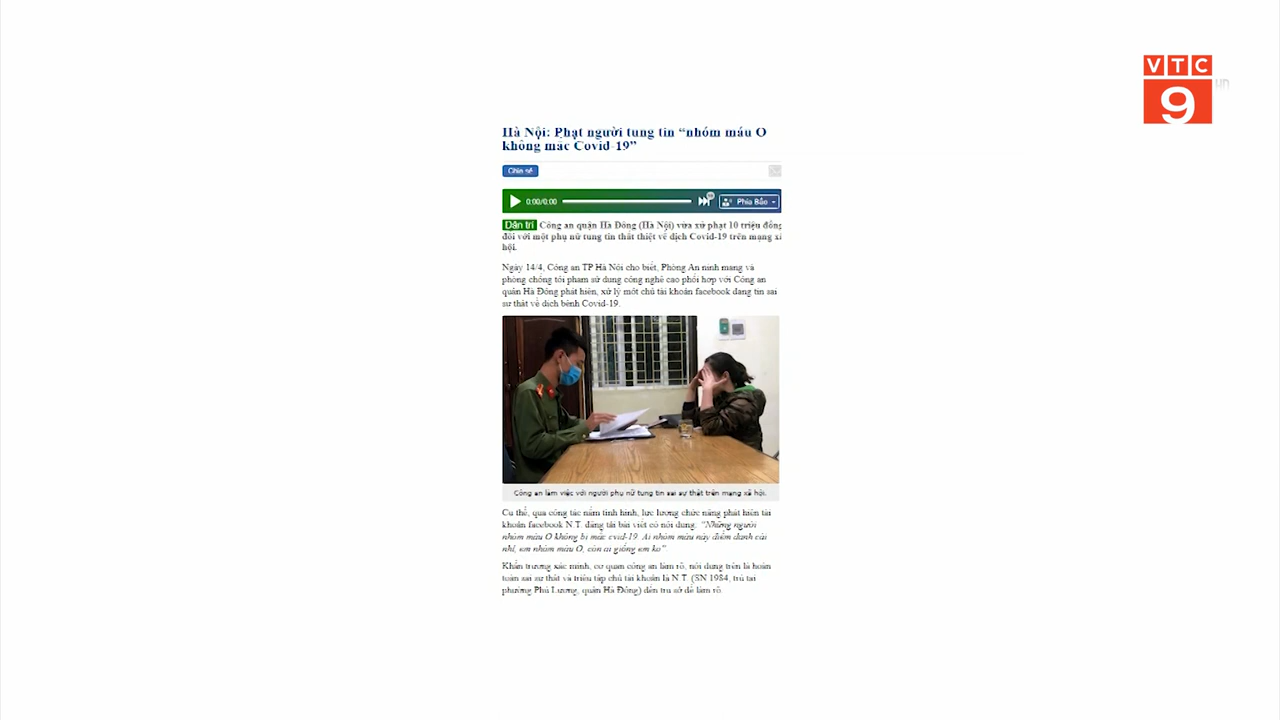 VTC
9
HD
Hà Nội: Phạt người tung tin “nhóm máu O
không mắc Covid-19”
Chia sẻ
0:00/0:00
Phía Bắc
Dân trí Công an quận Hà Đông (Hà Nội) vừa xử phạt 10 triệu đồng
đối với một phụ nữ tung tin thất thiệt về dịch Covid-19 trên mạng xã
hội.
Ngày 14/4, Công an TP Hà Nội cho biết, Phòng An ninh mạng và
phòng chống tội phạm sử dụng công nghệ cao phối hợp với Công an
quận Hà Đông phát hiện, xử lý một chủ tài khoản facebook đăng tin sai
sự thật về dịch bệnh Covid-19.
Công an làm việc với người phụ nữ tung tin sai sự thật trên mạng xã hội.
Cụ thể, qua công tác nắm tình hình, lực lượng chức năng phát hiện tài
khoản facebook N.T. đăng tải bài viết có nội dung: “Những người
nhóm máu O không bị mắc cvid-19. Ai nhóm máu này điểm danh cái
nhỉ, em nhóm máu O, còn ai giống em ko”.
Khẩn trương xác minh, cơ quan công an làm rõ, nội dung trên là hoàn
toàn sai sự thật và triệu tập chủ tài khoản là N.T. (SN 1984, trú tại
phường Phú Lương, quận Hà Đông) đến trụ sở để làm rõ.